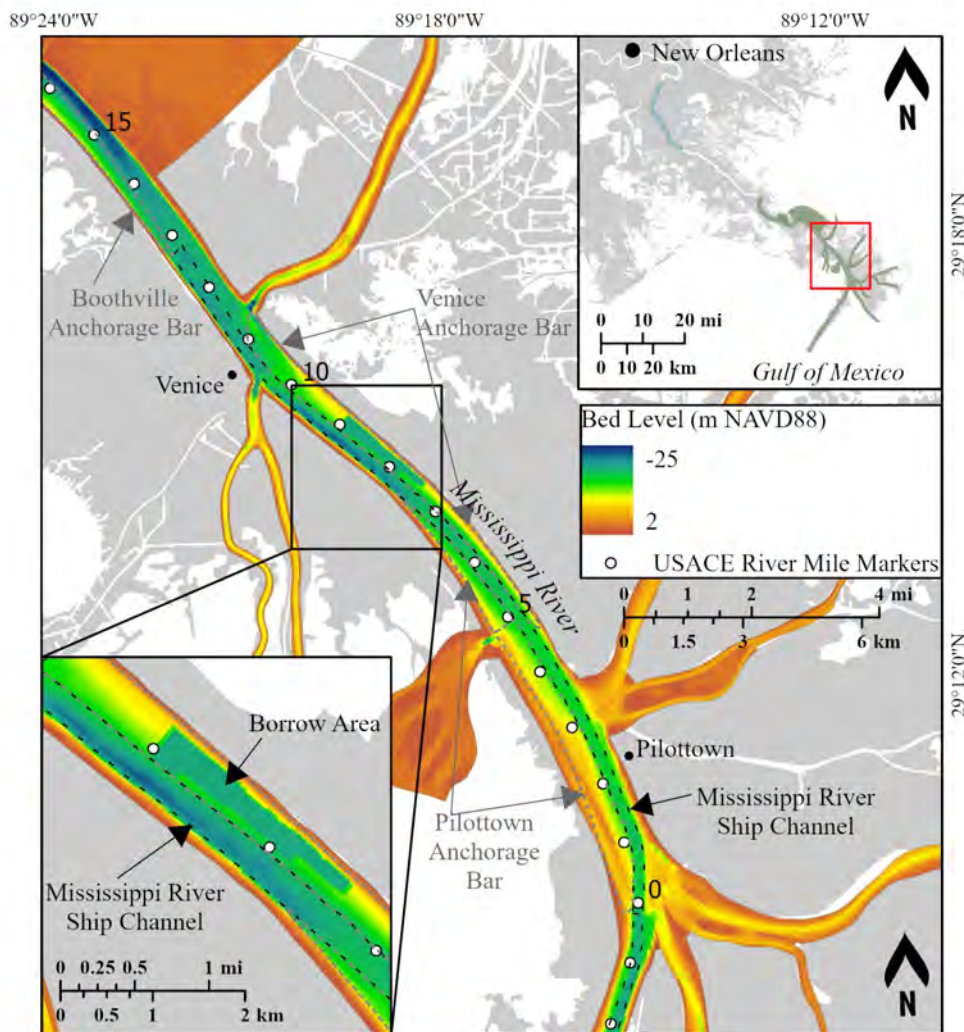 89°24'0"W
89°18'0"W
89°12'0"W
New Orleans
N
15
29°18'0"N
Boothville
Anchorage Bar
Venice
Anchorage Bar
0 10 20 mi
0 10 20 km
Gulf of Mexico
Venice
10
Bed Level (m NAVD88)
-25
2
USACE River Mile Markers
Mississippi River
0 1 2 4 mi
0 1.5 3 6 km
5
29°12'0"N
Borrow Area
Pilottown
Mississippi River
Ship Channel
Pilottown
Anchorage
Bar
Mississippi River
Ship Channel
0
0 0.25 0.5 1 mi
0 0.5 1 2 km
N